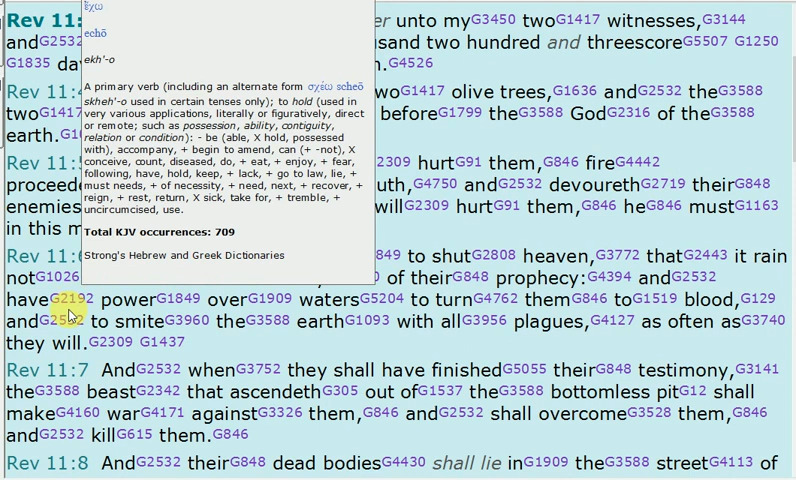 ἔχω
echō
ekh'-o
A primary verb (including an alternate form σχέω scheō
skheh'-o used in certain tenses only); to hold (used in
very various applications, literally or figuratively, direct
or remote; such as possession, ability, contiguity,
relation or condition): - be (able, X hold, possessed
with), accompany, + begin to amend, can (+ -not), X
conceive, count, diseased, do, + eat, + enjoy, + fear,
following, have, hold, keep, + lack, + go to law, lie, +
must needs, + of necessity, + need, next, + recover, +
reign, + rest, return, X sick, take for, + tremble, +
uncircumcised, use.
Total KJV occurrences: 709
Strong's Hebrew and Greek Dictionaries
Rev 11: er unto myG3450 twoG1417 witnesses,G3144
andG2532 usand two hundred and threescoreG5507 G1250
G1835 day .G4526
Rev 11:4 twoG1417 olive trees,G1636 andG2532 theG3588
twoG1417 beforeG1799 theG3588 GodG2316 of theG3588
earth.G1
Rev 11:5 2309 hurtG91 them,G846 fireG4442
proceede uth,G4750 andG2532 devourethG2719 theirG848
enemies willG2309 hurtG91 them,G846 heG846 mustG1163
in this m
Rev 11:6 849 to shutG2808 heaven,G3772 thatG2443 it rain
notG1026 of theirG848 prophecy:G4394 andG2532
haveG2192 powerG1849 overG1909 watersG5204 to turnG4762 themG846 toG1519 blood,G129
andG2532 to smiteG3960 theG3588 earthG1093 with allG3956 plagues,G4127 as often asG3740
they will.G2309 G1437
Rev 11:7 AndG2532 whenG3752 they shall have finishedG5055 theirG848 testimony,G3141
theG3588 beastG2342 that ascendethG305 out ofG1537 theG3588 bottomless pitG12 shall
makeG4160 warG4171 againstG3326 them,G846 andG2532 shall overcomeG3528 them,G846
andG2532 killG615 them.G846
Rev 11:8 AndG2532 theirG848 dead bodiesG4430 shall lie inG1909 theG3588 streetG4113 of